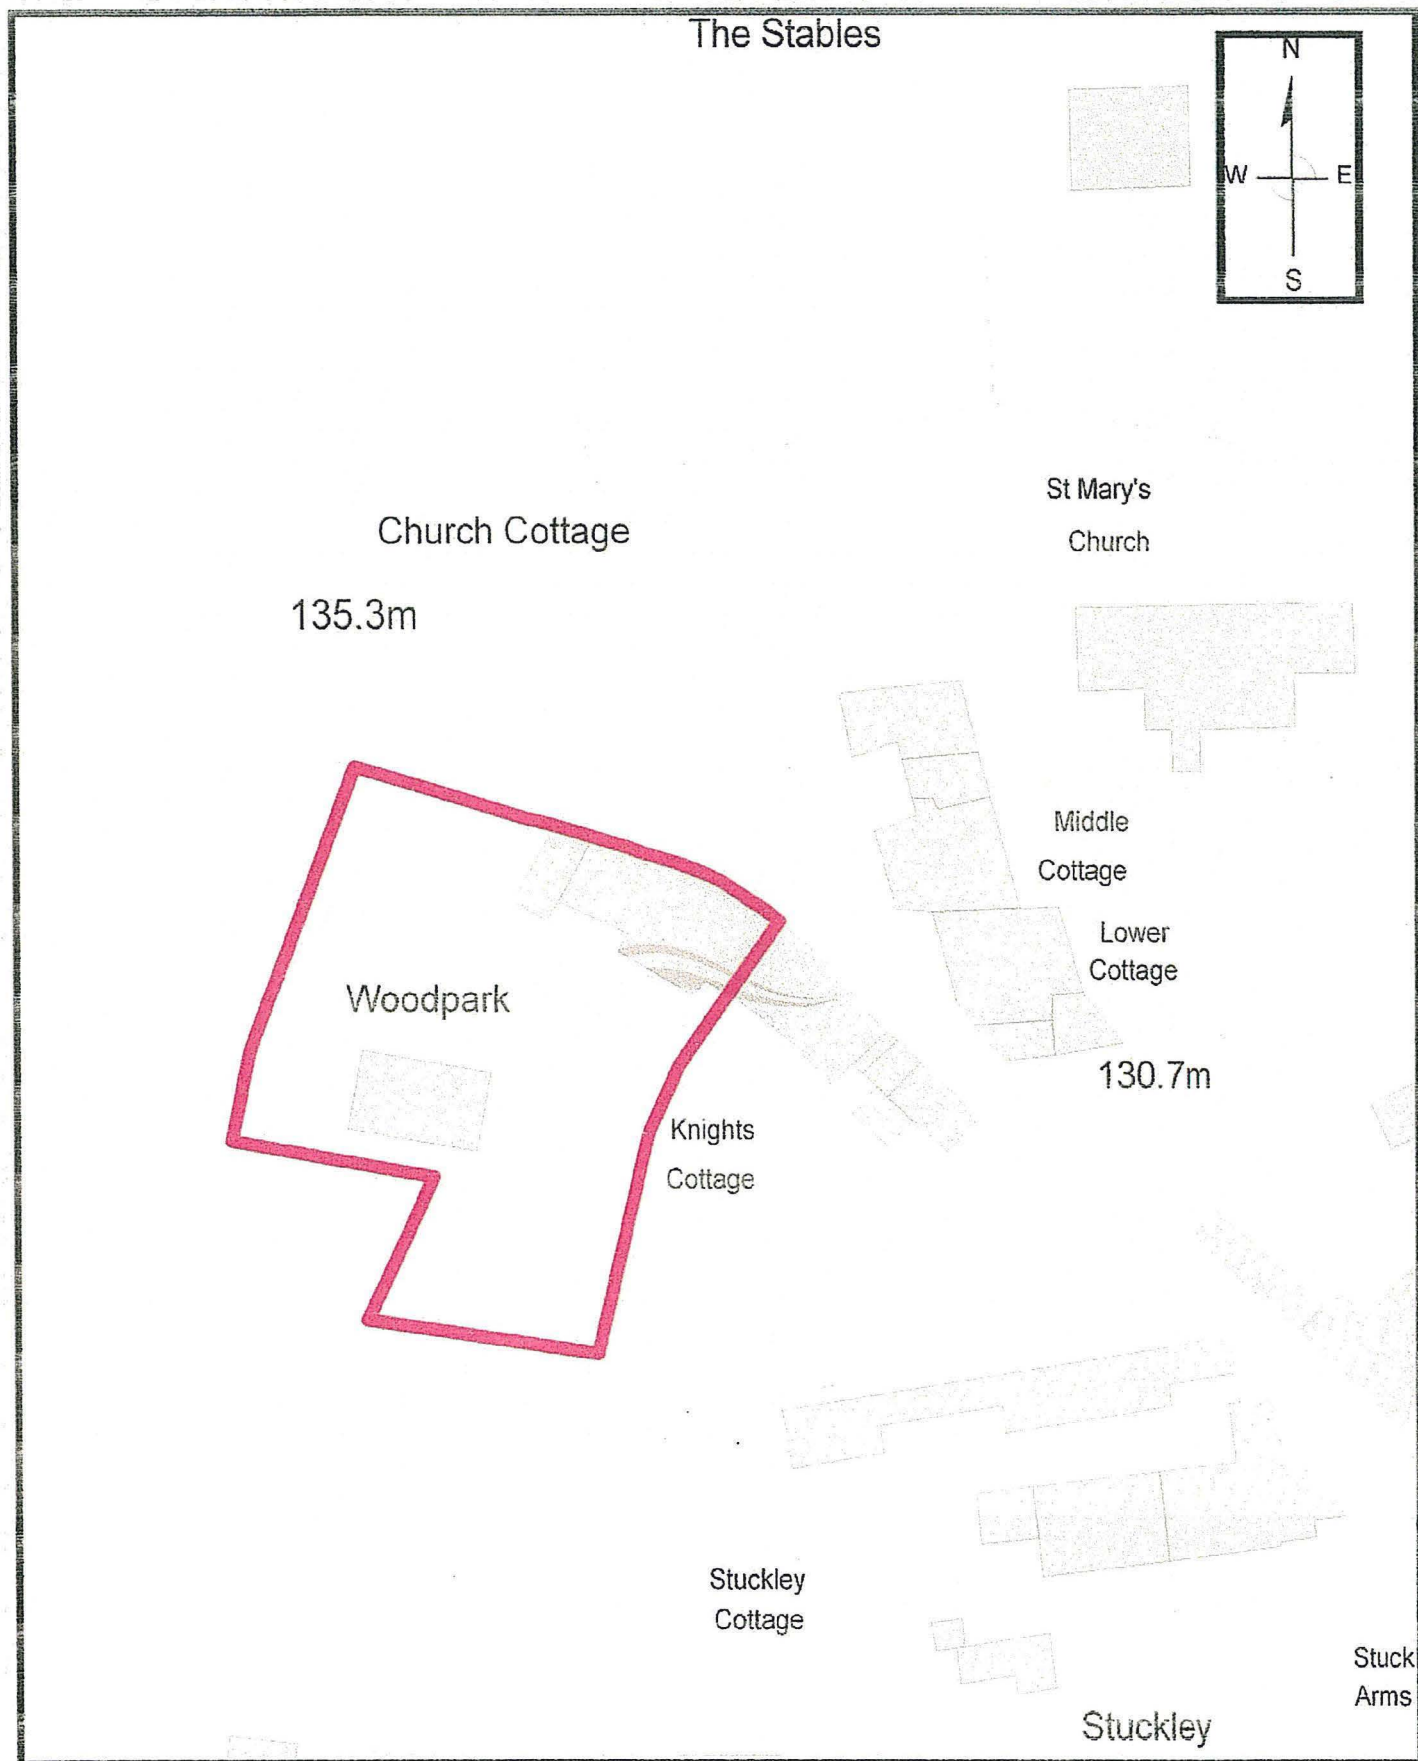 The Stables
N
W
E
S
St Mary's
Church
Church Cottage
135.3m
Middle
Cottage
Lower
Cottage
Woodpark
130.7m
Knights
Cottage
Stuckley
Cottage
Stuck
Arms
Stuckley